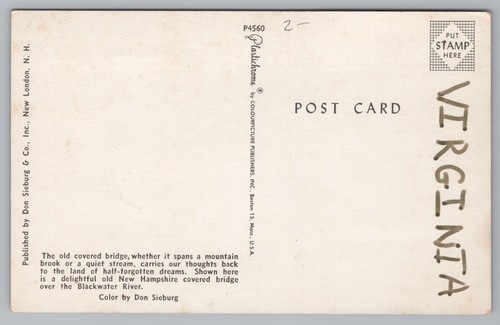 P4560
2-
PUT
STAMP
HERE
Published by Don Sieburg & Co., Inc., New London, N. H.
Plastichrome ® by COLOURPICTURE PUBLISHERS, INC. Boston 15, Mass., U.S.A.
POST CARD
VIRGINIA
The old covered bridge, whether it spans a mountain
brook or a quiet stream, carries our thoughts back
to the land of half-forgotten dreams. Shown here
is a delightful old New Hampshire covered bridge
over the Blackwater River.
Color by Don Sieburg